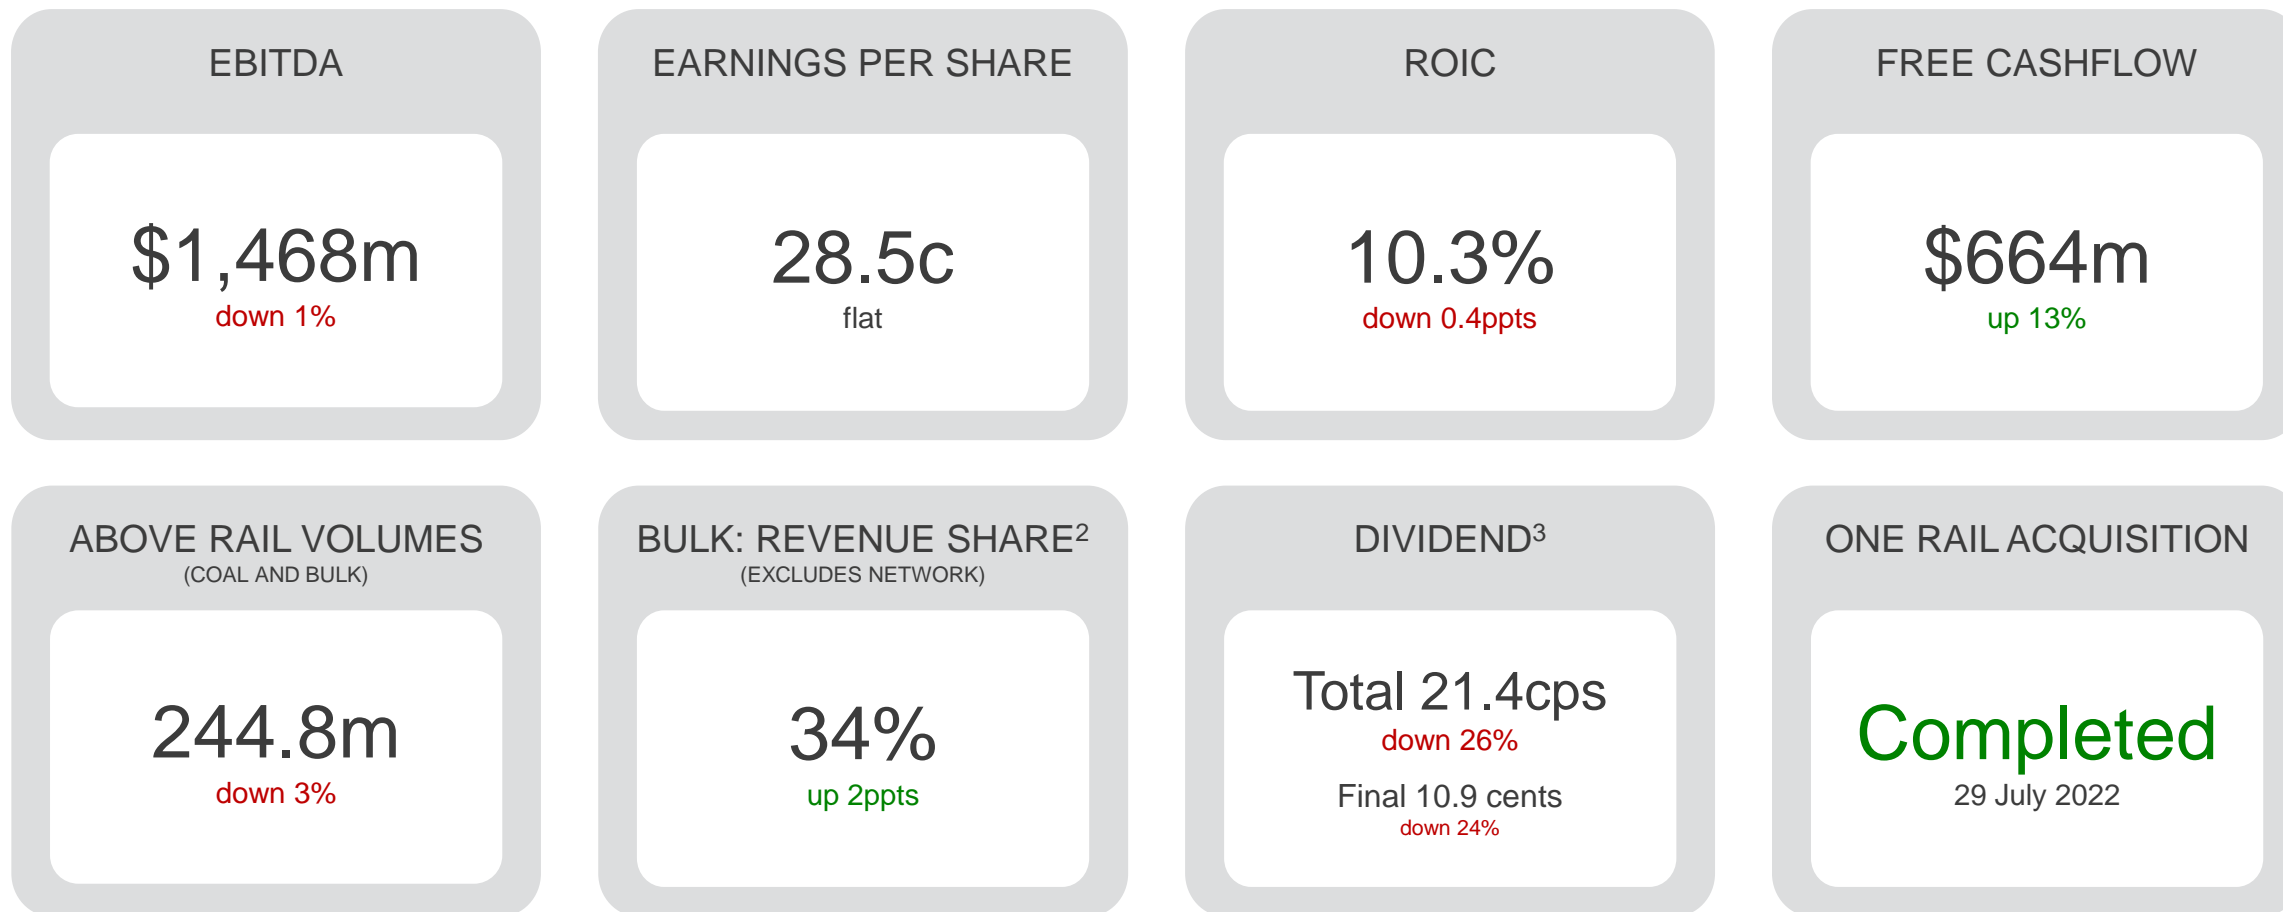 EBITDA
$1,468m
down 1%
EARNINGS PER SHARE
28.5c
flat
ROIC
10.3%
down 0.4ppts
FREE CASHFLOW
$664m
up 13%
ABOVE RAIL VOLUMES
(COAL AND BULK)
244.8m
down 3%
BULK: REVENUE SHARE2
(EXCLUDES NETWORK)
34%
up 2ppts
DIVIDEND3
Total 21.4cps
down 26%
Final 10.9 cents
down 24%
ONE RAIL ACQUISITION
Completed
29 July 2022